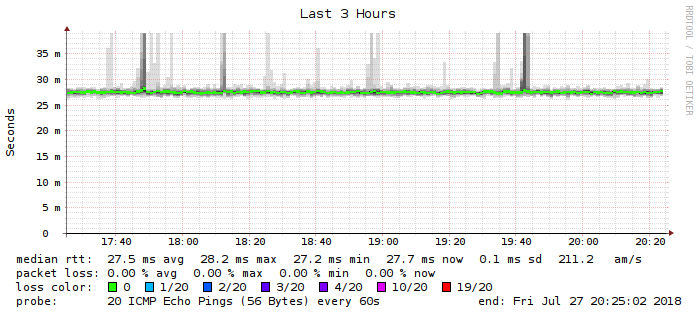 Last 3 Hours
RRDTOOL / TOBI OETIKER
Seconds
35 m
30 m
25 m
20 m
15 m
10 m
5 m
0
17:40 18:00 18:20 18:40 19:00 19:20 19:40 20:00 20:20
median rtt: 27.5 ms avg 28.2 ms max 27.2 ms min 27.7 ms now 0.1 ms sd 211.2 am/s
packet loss: 0.00 % avg 0.00 % max 0.00 % min 0.00 % now
loss color: 0 1/20 2/20 3/20 4/20 10/20 19/20
probe: 20 ICMP Echo Pings (56 Bytes) every 60s end: Fri Jul 27 20:25:02 2018